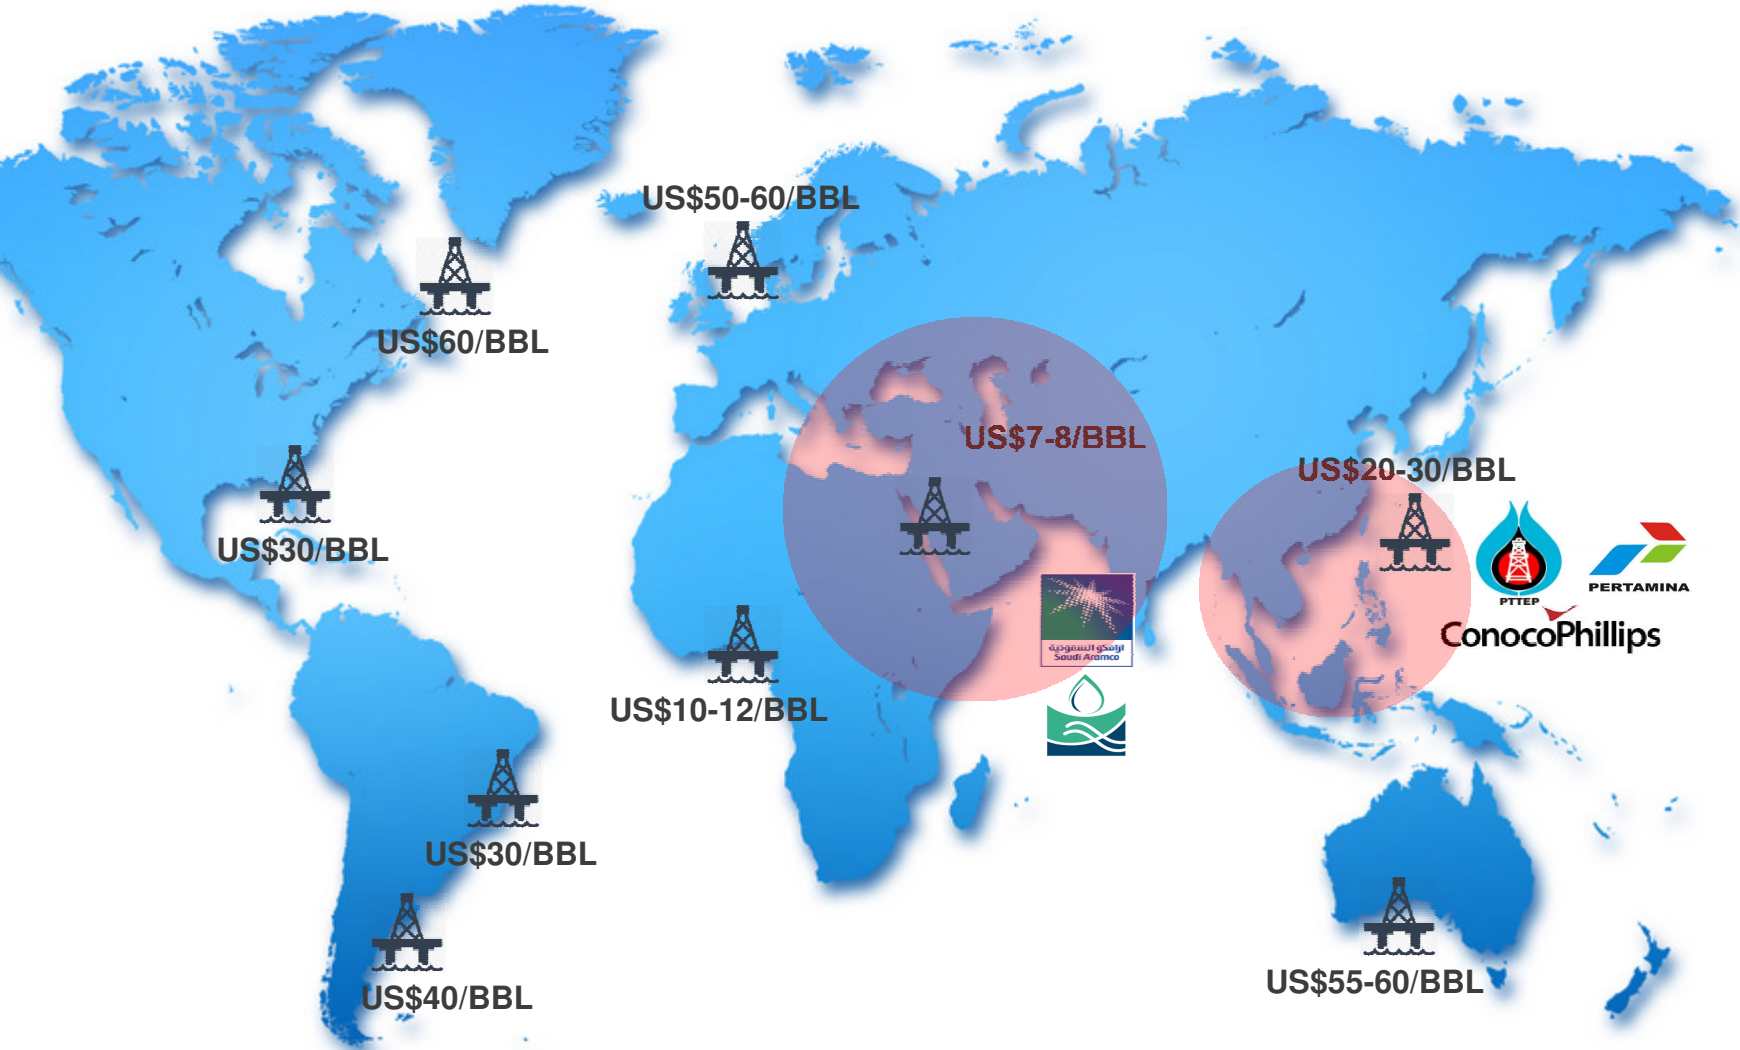 US$50-60/BBL
US$60/BBL
US$7-8/BBL
US$20-30/BBL
US$30/BBL
PTTEP
PERTAMINA
ConocoPhillips
أرامكو السعودية
Saudi Aramco
US$10-12/BBL
US$30/BBL
US$40/BBL
US$55-60/BBL